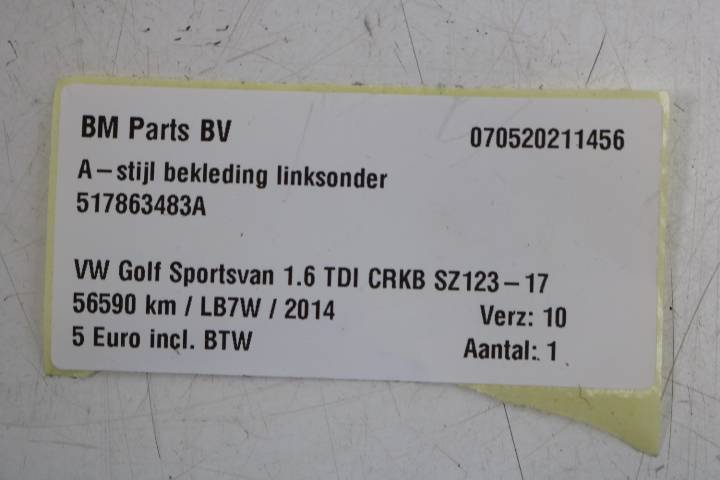 BM Parts BV 070520211456
A-stijl bekleding linksonder
517863483A
VW Golf Sportsvan 1.6 TDI CRKB SZ123-17
56590 km / LB7W / 2014 Verz: 10
5 Euro incl. BTW Aantal: 1